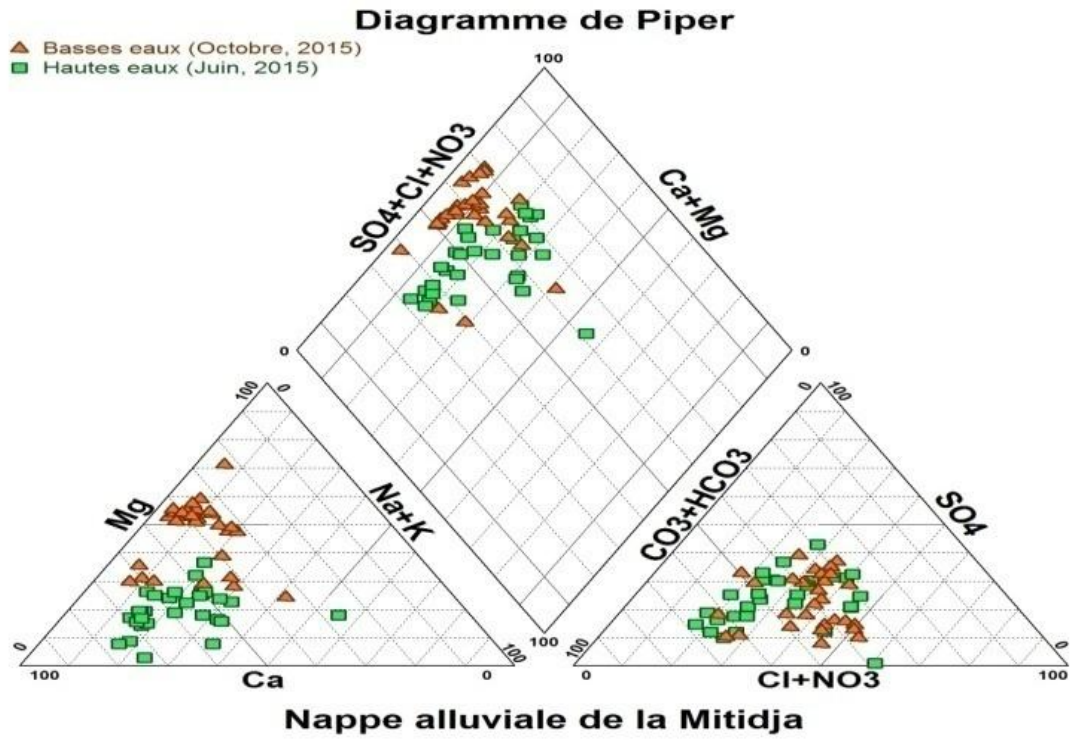 Diagramme de Piper
Basses eaux (Octobre, 2015)
Hautes eaux (Juin, 2015)
100
SO4+Cl+NO3
Ca+Mg
0
0
100
100
0
Mg
Na+K
100
0
100
Ca
0
100
CO3+HCO3
SO4
100
0
0
Cl+NO3
100
Nappe alluviale de la Mitidja